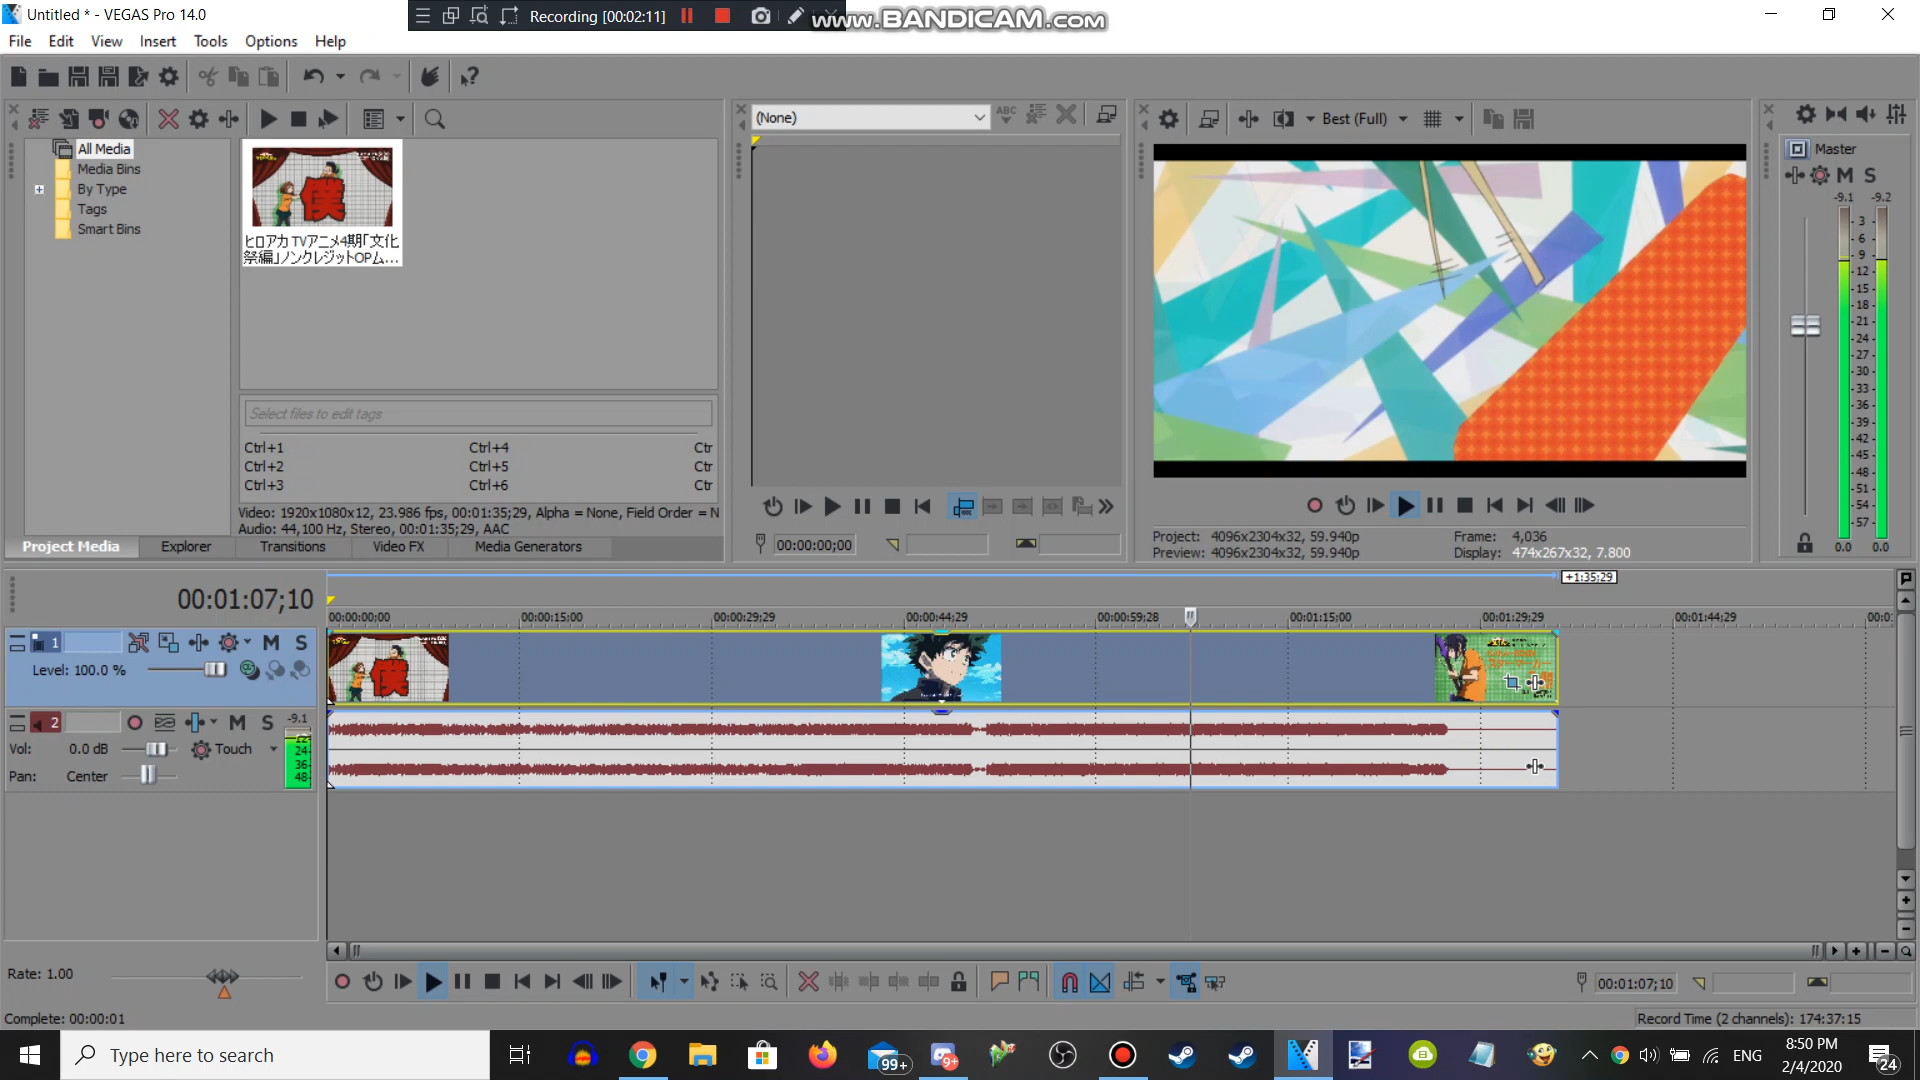 Untitled * - VEGAS Pro 14.0
Recording [00:02:11]
www.BANDICAM.com
File Edit View Insert Tools Options Help
All Media
Media Bins
By Type
Tags
Smart Bins
僕
ヒロアカ TVアニメ4期「文化
祭編」ノンクレジットOPム...
Select files to edit tags
Ctrl+1 Ctrl+4 Ctr
Ctrl+2 Ctrl+5 Ctr
Ctrl+3 Ctrl+6 Ctr
Video: 1920x1080x12, 23.986 fps, 00:01:35;29, Alpha = None, Field Order = N
Audio: 44,100 Hz, Stereo, 00:01:35;29, AAC
Project Media Explorer Transitions Video FX Media Generators
(None)
ABC
00:00:00;00
Best (Full)
Project: 4096x2304x32, 59.940p
Preview: 4096x2304x32, 59.940p
Frame: 4,036
Display: 474x267x32, 7.800
Master
M S
-9.1 -9.2
3
6
9
12
15
18
21
24
27
30
33
36
39
42
45
48
51
54
57
0.0 0.0
00:01:07;10
+1:35;29
00:00:00;00 00:00:15;00 00:00:29;29 00:00:44;29 00:00:59;28 00:01:15;00 00:01:29;29 00:01:44;29 00:0
1 M S
Level: 100.0 %
僕
2 M S -9.1
Vol: 0.0 dB Touch
Pan: Center
12
24
36
48
Rate: 1.00
00:01:07;10
Complete: 00:00:01
Record Time (2 channels): 174:37:15
Type here to search
99+
9+
ENG
8:50 PM
2/4/2020
24